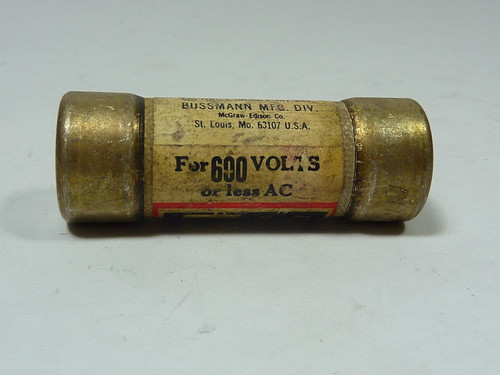 BUSSMANN MFG. DIV.
McGraw-Edison Co.
St. Louis, Mo. 63107 U.S.A.
For 600 VOLTS
or less AC